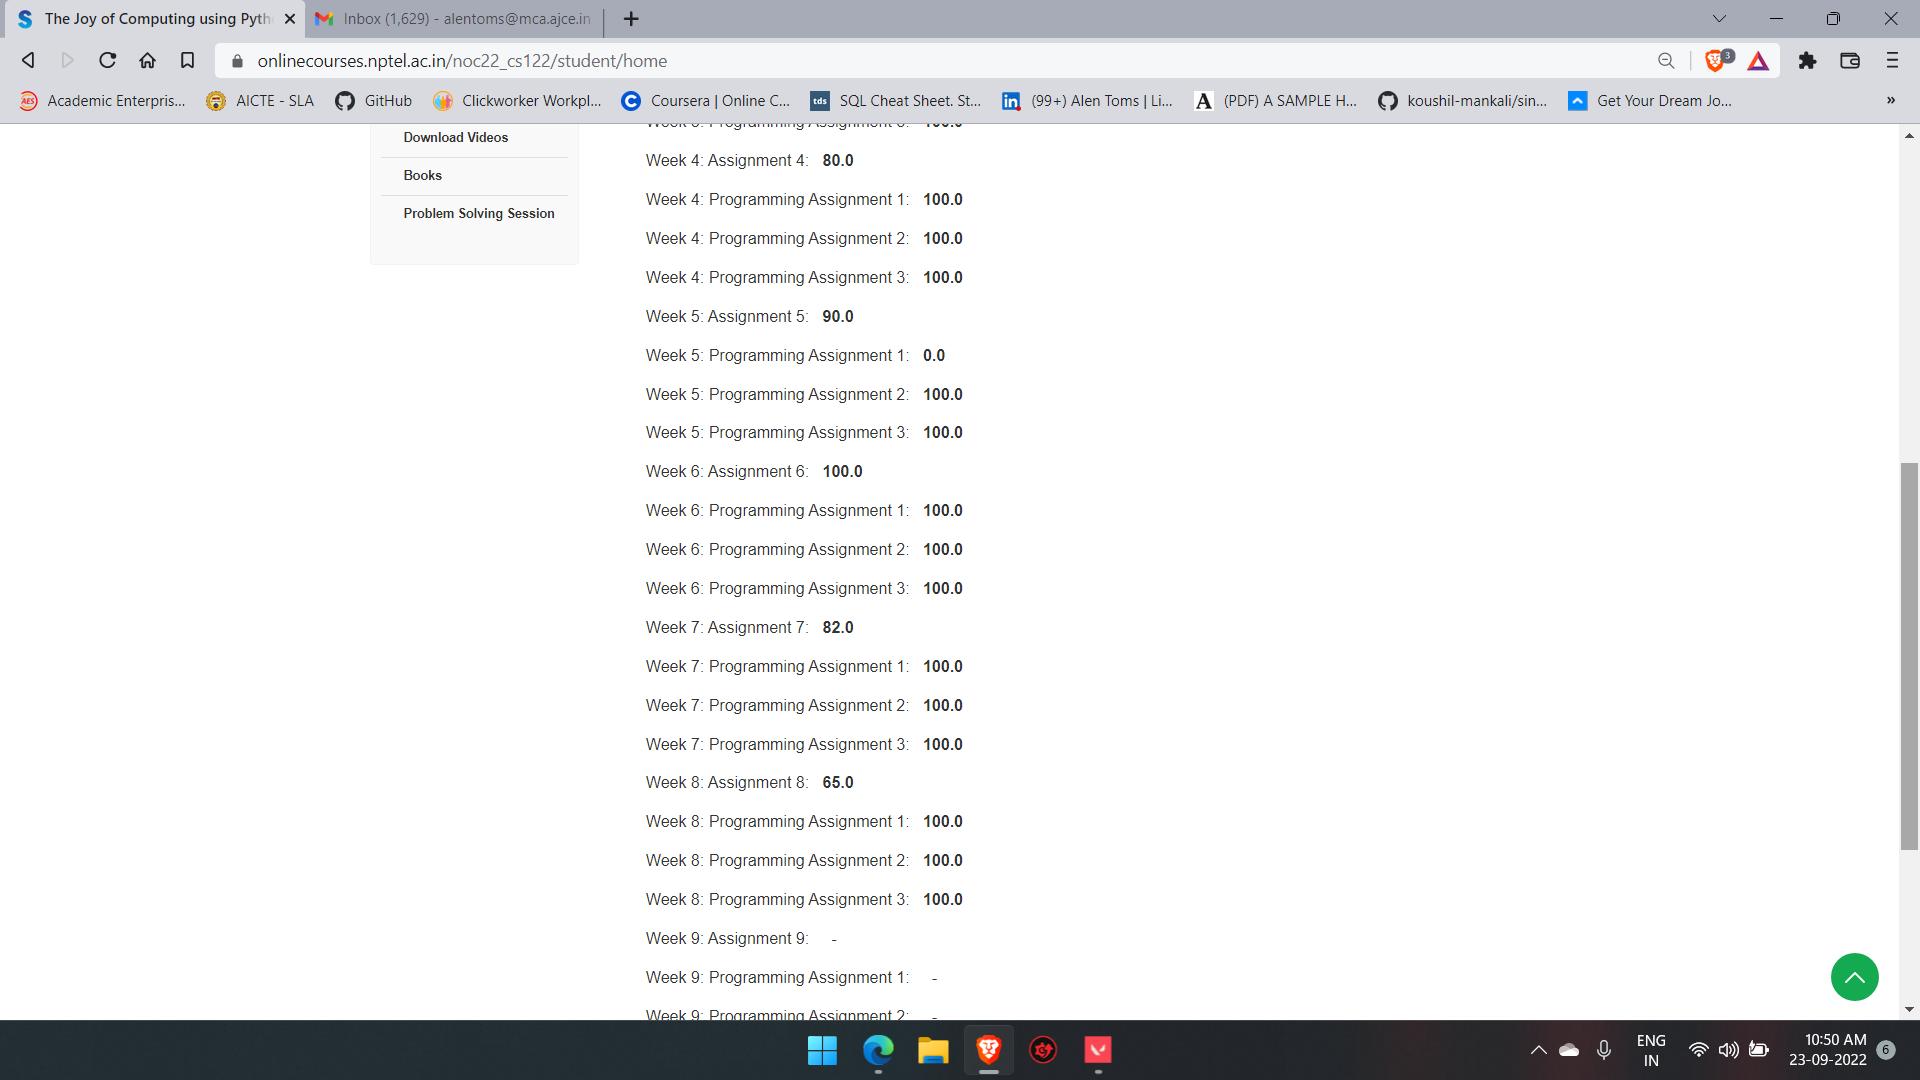 The Joy of Computing using Pyth
Inbox (1,629) - alentoms@mca.ajce.in
onlinecourses.nptel.ac.in/noc22_cs122/student/home
3
AES Academic Enterpris...
AICTE - SLA
GitHub
Clickworker Workpl...
Coursera | Online C...
tds SQL Cheat Sheet. St...
in (99+) Alen Toms | Li...
A (PDF) A SAMPLE H...
koushil-mankali/sin...
Get Your Dream Jo...
»
Download Videos
Books
Problem Solving Session
Week 4: Assignment 4: 80.0
Week 4: Programming Assignment 1: 100.0
Week 4: Programming Assignment 2: 100.0
Week 4: Programming Assignment 3: 100.0
Week 5: Assignment 5: 90.0
Week 5: Programming Assignment 1: 0.0
Week 5: Programming Assignment 2: 100.0
Week 5: Programming Assignment 3: 100.0
Week 6: Assignment 6: 100.0
Week 6: Programming Assignment 1: 100.0
Week 6: Programming Assignment 2: 100.0
Week 6: Programming Assignment 3: 100.0
Week 7: Assignment 7: 82.0
Week 7: Programming Assignment 1: 100.0
Week 7: Programming Assignment 2: 100.0
Week 7: Programming Assignment 3: 100.0
Week 8: Assignment 8: 65.0
Week 8: Programming Assignment 1: 100.0
Week 8: Programming Assignment 2: 100.0
Week 8: Programming Assignment 3: 100.0
Week 9: Assignment 9: -
Week 9: Programming Assignment 1: -
Week 9: Programming Assignment 2: -
ENG
IN
10:50 AM
23-09-2022
6